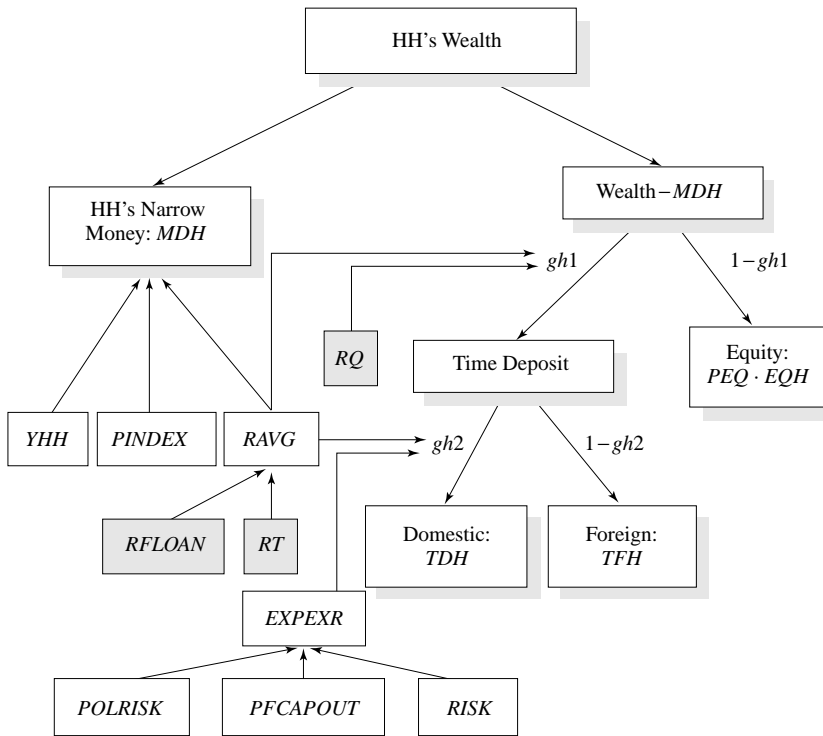 HH's Wealth
HH's Narrow
Money: MDH
Wealth–MDH
gh1
1–gh1
RQ
Time Deposit
Equity:
PEQ · EQH
YHH
PINDEX
RAVG
gh2
1–gh2
RFLOAN
RT
Domestic:
TDH
Foreign:
TFH
EXPEXR
POLRISK
PFCAPOUT
RISK